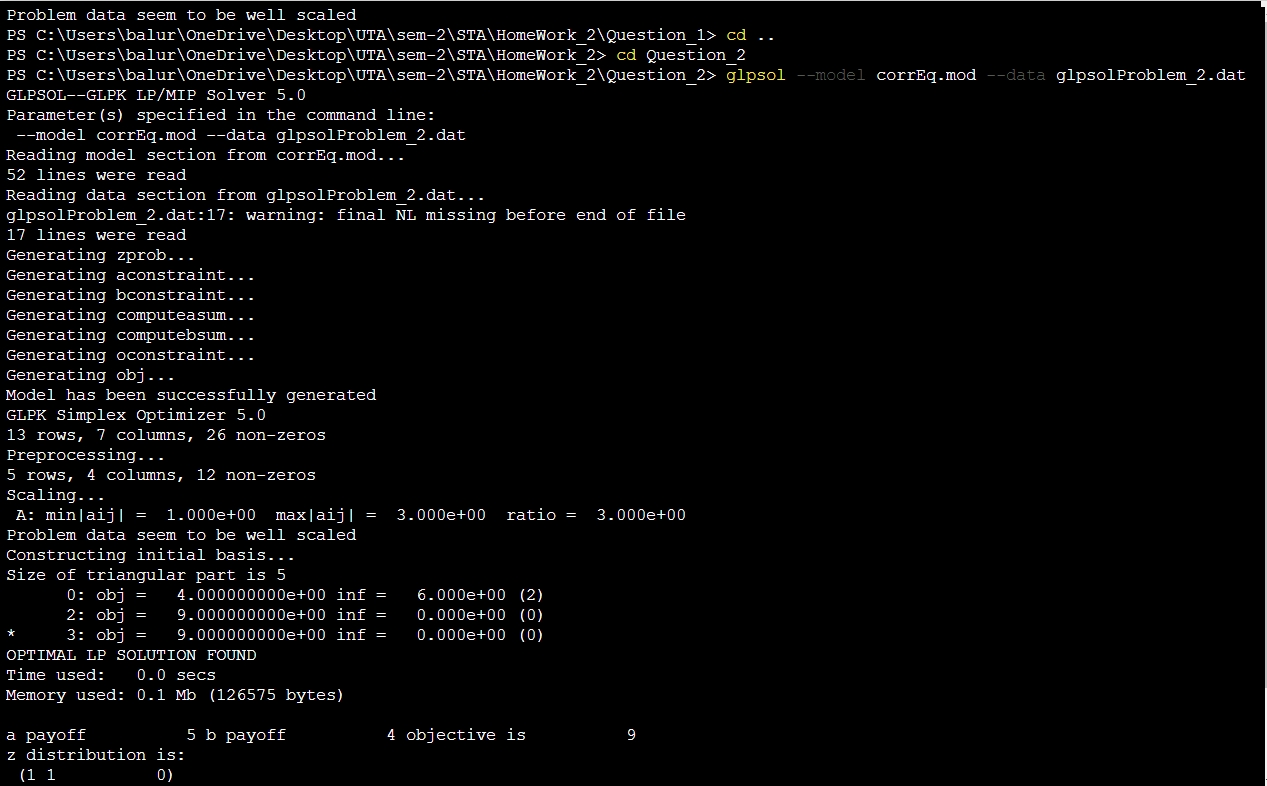 Problem data seem to be well scaled
PS C:\Users\balur\OneDrive\Desktop\UTA\sem-2\STA\HomeWork_2\Question_1> cd ..
PS C:\Users\balur\OneDrive\Desktop\UTA\sem-2\STA\HomeWork_2> cd Question_2
PS C:\Users\balur\OneDrive\Desktop\UTA\sem-2\STA\HomeWork_2\Question_2> glpsol --model corrEq.mod --data glpsolProblem_2.dat
GLPSOL--GLPK LP/MIP Solver 5.0
Parameter(s) specified in the command line:
 --model corrEq.mod --data glpsolProblem_2.dat
Reading model section from corrEq.mod...
52 lines were read
Reading data section from glpsolProblem_2.dat...
glpsolProblem_2.dat:17: warning: final NL missing before end of file
17 lines were read
Generating zprob...
Generating aconstraint...
Generating bconstraint...
Generating computeasum...
Generating computebsum...
Generating oconstraint...
Generating obj...
Model has been successfully generated
GLPK Simplex Optimizer 5.0
13 rows, 7 columns, 26 non-zeros
Preprocessing...
5 rows, 4 columns, 12 non-zeros
Scaling...
 A: min|aij| =  1.000e+00  max|aij| =  3.000e+00  ratio =  3.000e+00
Problem data seem to be well scaled
Constructing initial basis...
Size of triangular part is 5
      0: obj =   4.000000000e+00 inf =   6.000e+00 (2)
      2: obj =   9.000000000e+00 inf =   0.000e+00 (0)
*     3: obj =   9.000000000e+00 inf =   0.000e+00 (0)
OPTIMAL LP SOLUTION FOUND
Time used:   0.0 secs
Memory used: 0.1 Mb (126575 bytes)
a payoff          5 b payoff          4 objective is          9
z distribution is:
 (1 1          0)